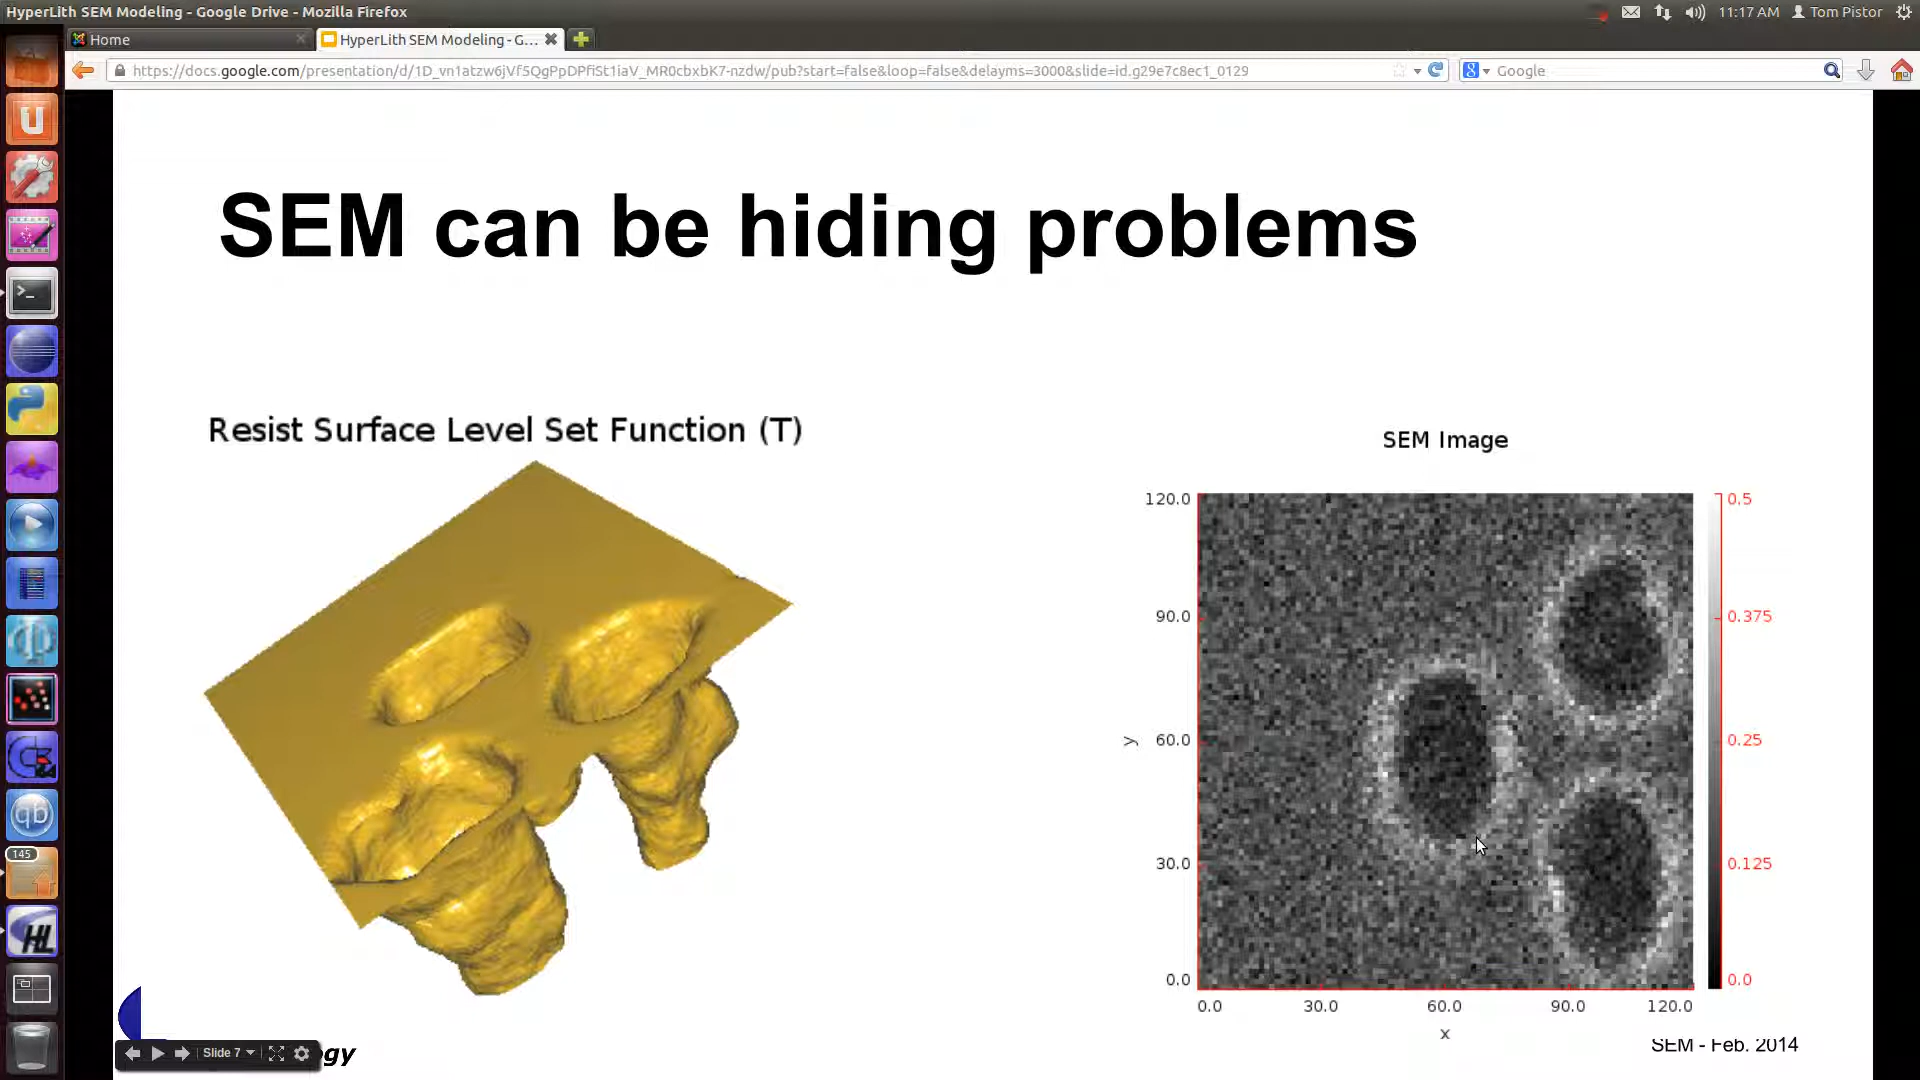 HyperLith SEM Modeling - Google Drive - Mozilla Firefox
11:17 AM Tom Pistor
Home
HyperLith SEM Modeling - G...
https://docs.google.com/presentation/d/1D_vn1atzw6jVf5QgPpDPfiSt1iaV_MR0cbxbK7-nzdw/pub?start=false&loop=false&delayms=3000&slide=id.g29e7c8ec1_0129
Google
SEM can be hiding problems
Resist Surface Level Set Function (T)
SEM Image
120.0
90.0
60.0
30.0
0.0
y
0.0 30.0 60.0 90.0 120.0
x
0.5
0.375
0.25
0.125
0.0
SEM - Feb. 2014
Slide 7
ogy
U
qb
145
HL